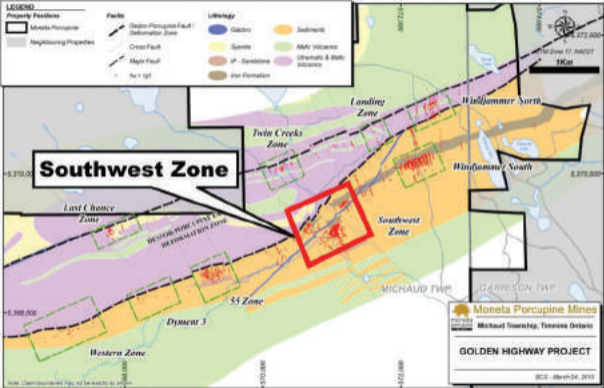 LEGEND
Property Positions
Moneta Porcupine
Neighbouring Properties
Faults
Destor-Porcupine Fault /
Deformation Zone
Cross Fault
Major Fault
Lithology
Gabbro
Syenite
IP - Sandstone
Iron Formation
Sediments
Mafic Volcanics
Ultramafic & Mafic
Volcanics
1Km
Landing
Zone
Windjammer North
Twin Creeks
Zone
Windjammer South
Southwest Zone
Last Chance
Zone
DESTOR-PORCUPINE
DEFORMATION ZONE
Southwest
Zone
55 Zone
Dyment 3
Western Zone
MICHAUD TWP
GARRISON TWP
Moneta Porcupine Mines
moneta
Michaud Township, Timmins Ontario
GOLDEN HIGHWAY PROJECT